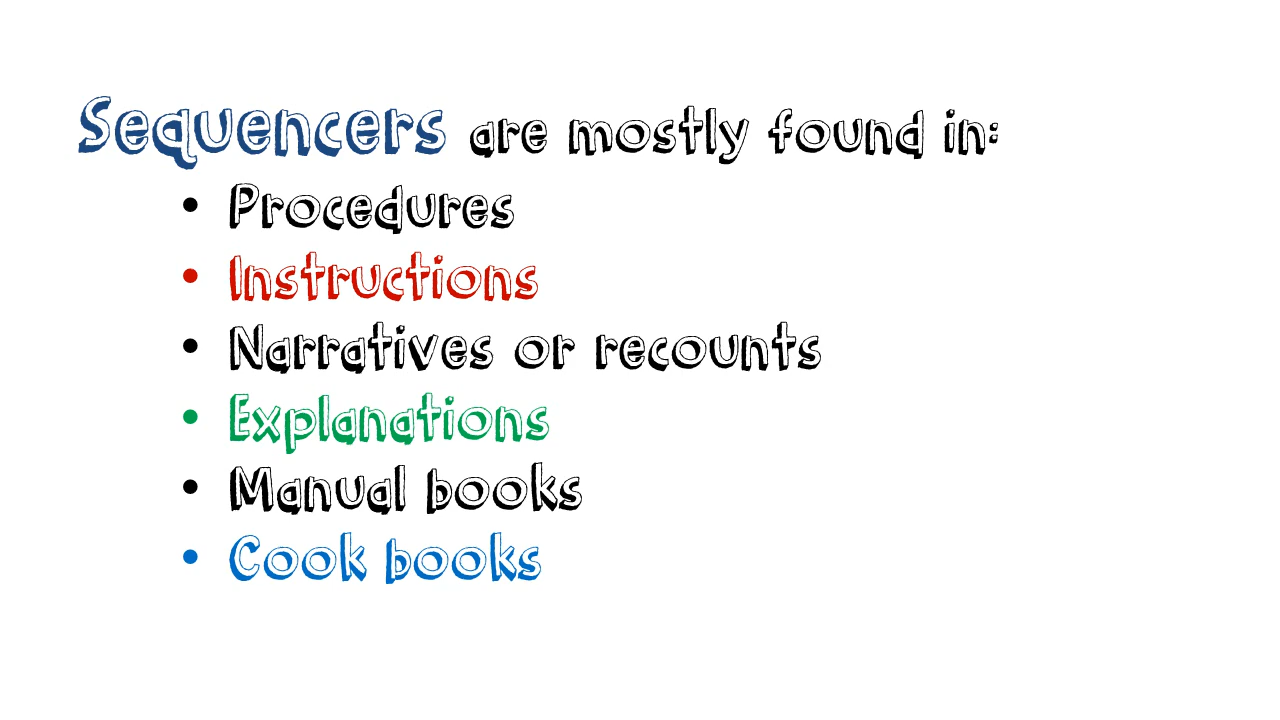 Sequencers are mostly found in:
• Procedures
• Instructions
• Narratives or recounts
• Explanations
• Manual books
• Cook books